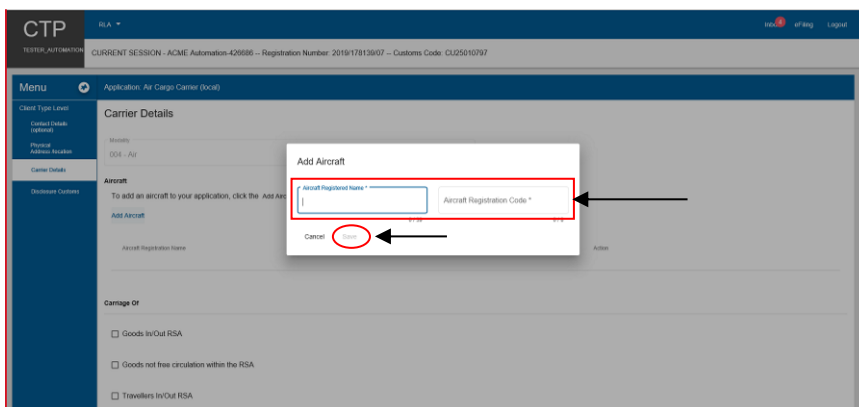 CTP
RLA
Inbox 2
eFiling
Logout
TESTER_AUTOMATION
CURRENT SESSION - ACME Automation-426686 -- Registration Number: 2019/178139/07 -- Customs Code: CU25010797
Menu
Application: Air Cargo Carrier (local)
Client Type Level
Contact Details
(optional)
Physical
Address /location
Carrier Details
Disclosure Customs
Carrier Details
Modality
004 - Air
Aircraft
To add an aircraft to your application, click the Add Airc
Add Aircraft
Aircraft Registration Name
Action
Add Aircraft
Aircraft Registered Name *
Aircraft Registration Code *
Cancel
Save
Carriage Of
Goods In/Out RSA
Goods not free circulation within the RSA
Travellers In/Out RSA